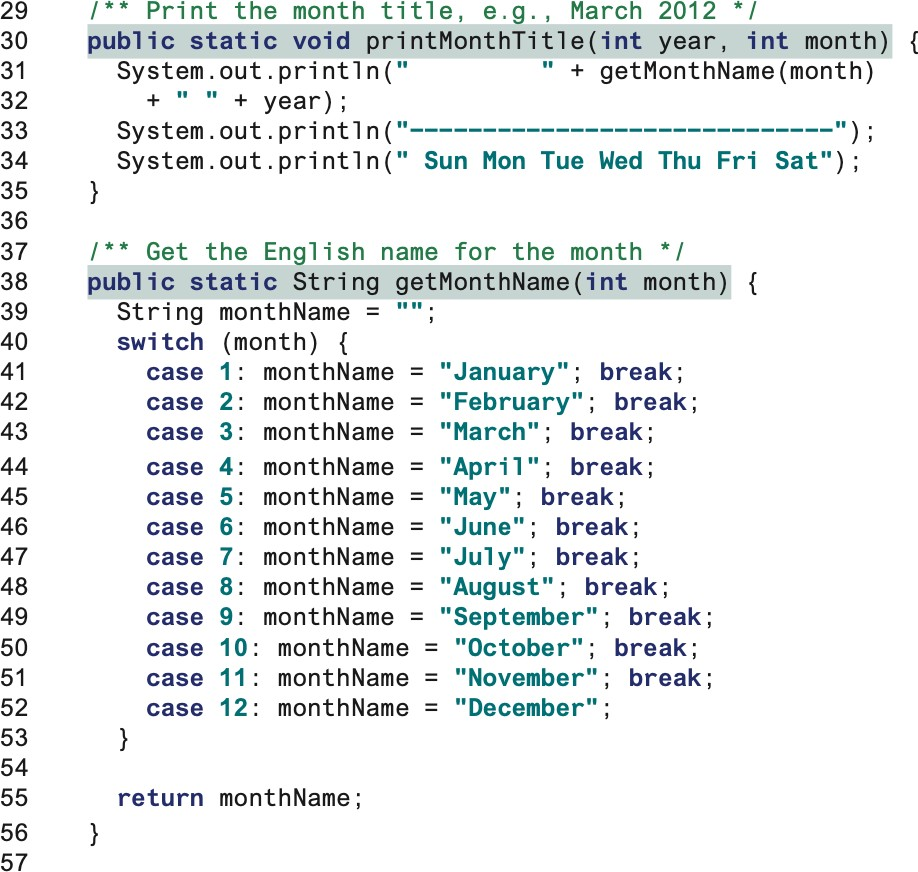 29 /** Print the month title, e.g., March 2012 */
30 public static void printMonthTitle(int year, int month) {
31 System.out.println("         " + getMonthName(month)
32 + " " + year);
33 System.out.println("-----------------------------");
34 System.out.println(" Sun Mon Tue Wed Thu Fri Sat");
35 }
36
37 /** Get the English name for the month */
38 public static String getMonthName(int month) {
39 String monthName = "";
40 switch (month) {
41 case 1: monthName = "January"; break;
42 case 2: monthName = "February"; break;
43 case 3: monthName = "March"; break;
44 case 4: monthName = "April"; break;
45 case 5: monthName = "May"; break;
46 case 6: monthName = "June"; break;
47 case 7: monthName = "July"; break;
48 case 8: monthName = "August"; break;
49 case 9: monthName = "September"; break;
50 case 10: monthName = "October"; break;
51 case 11: monthName = "November"; break;
52 case 12: monthName = "December";
53 }
54
55 return monthName;
56 }
57